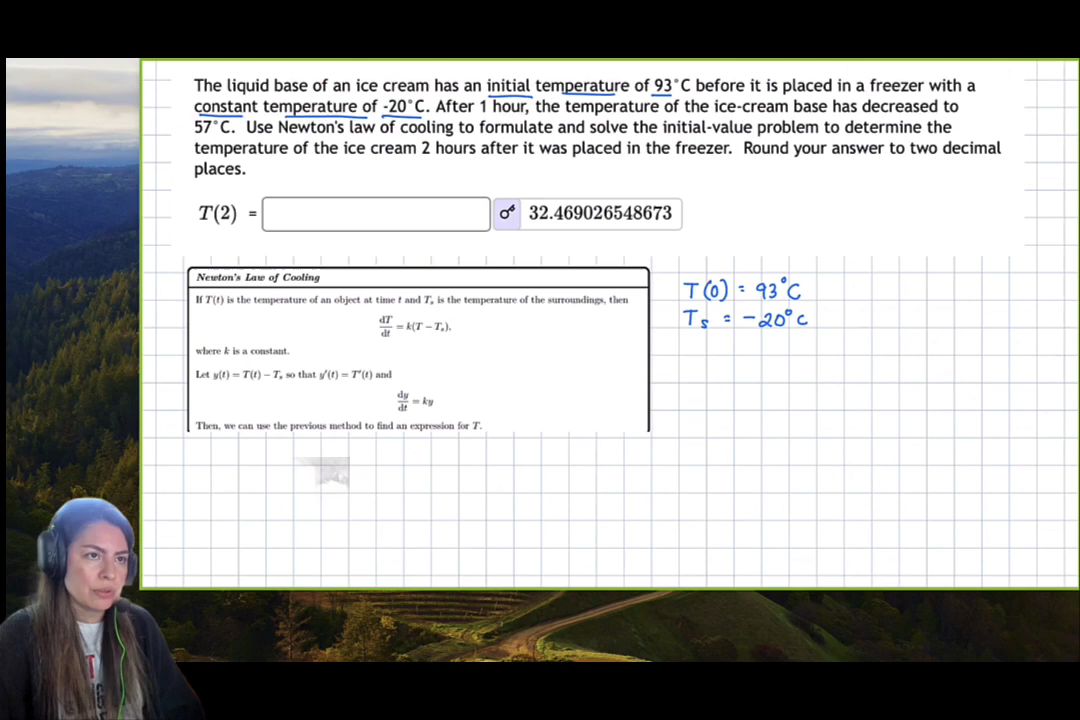 The liquid base of an ice cream has an initial temperature of 93°C before it is placed in a freezer with a
constant temperature of -20°C. After 1 hour, the temperature of the ice-cream base has decreased to
57°C. Use Newton's law of cooling to formulate and solve the initial-value problem to determine the
temperature of the ice cream 2 hours after it was placed in the freezer. Round your answer to two decimal
places.
T(2) = 32.469026548673
Newton's Law of Cooling
If T(t) is the temperature of an object at time t and Tₛ is the temperature of the surroundings, then
dT/dt = k(T − Tₛ),
where k is a constant.
Let y(t) = T(t) − Tₛ so that y′(t) = T′(t) and
dy/dt = ky
Then, we can use the previous method to find an expression for T.
T(0) = 93°C
Tₛ = -20°C